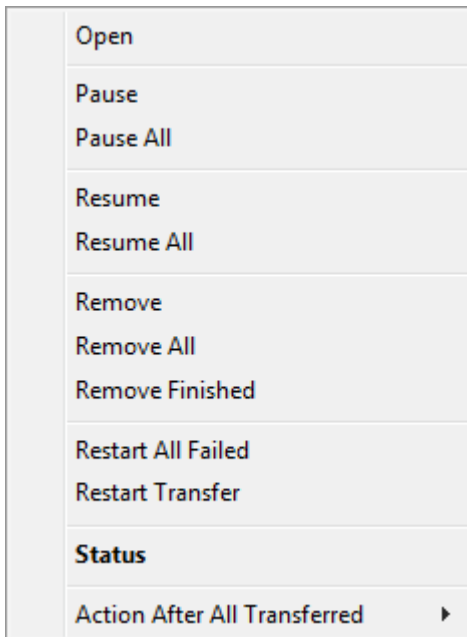 Open
Pause
Pause All
Resume
Resume All
Remove
Remove All
Remove Finished
Restart All Failed
Restart Transfer
Status
Action After All Transferred